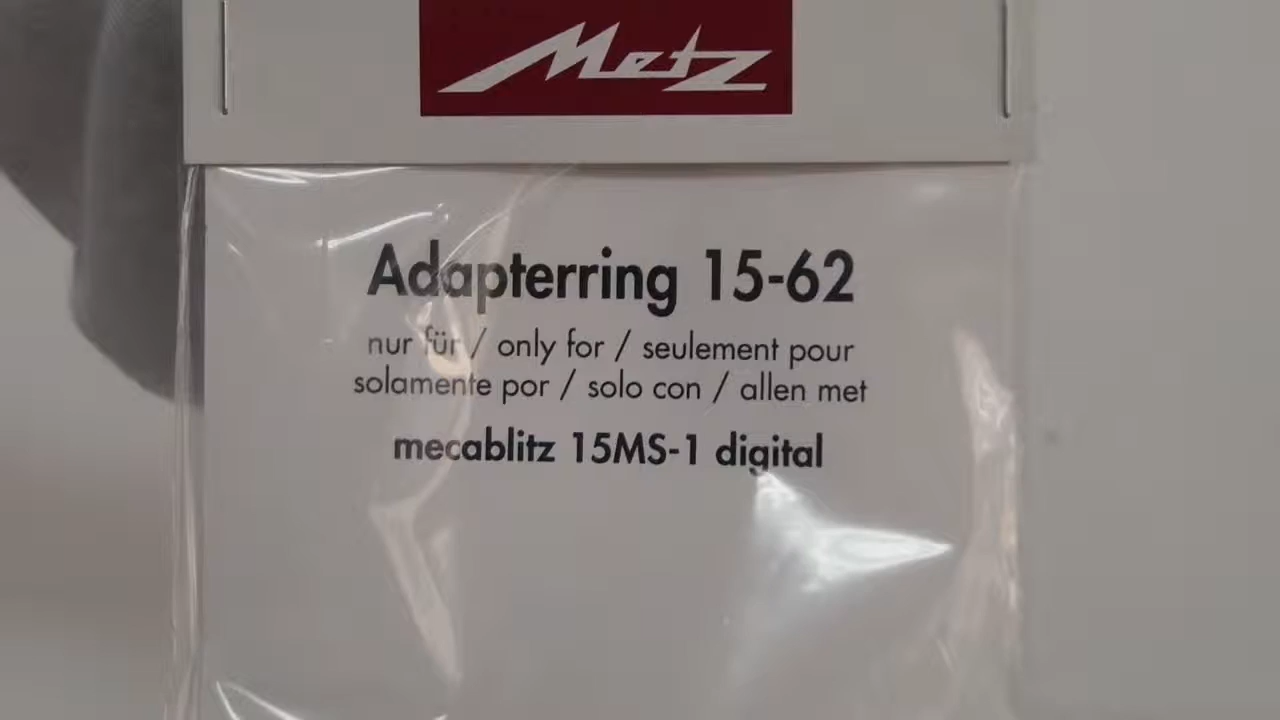 Metz
Adapterring 15-62
nur für / only for / seulement pour
solamente por / solo con / allen met
mecablitz 15MS-1 digital